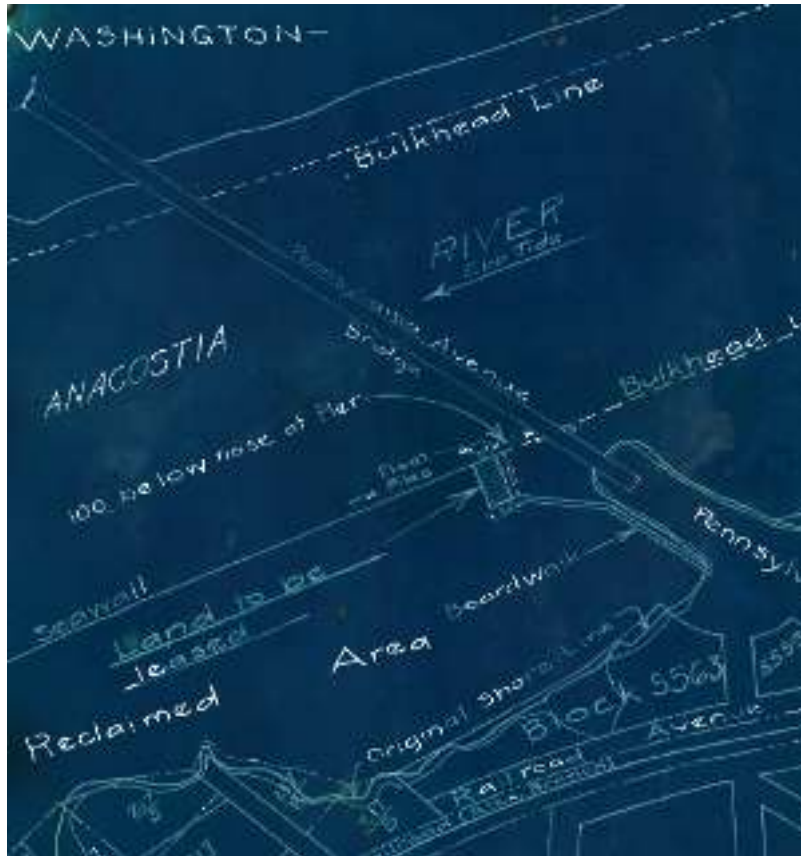 WASHINGTON—
Bulkhead Line
RIVER
Ebb Tide
Avenue
Bridge
ANACOSTIA
Bulkhead L
100' below nose of Pier
Seawall
Land to be
leased
Boardwalk
Pennsylv
Area
Reclaimed
Original Shore Line
Block 5563
Railroad Avenue